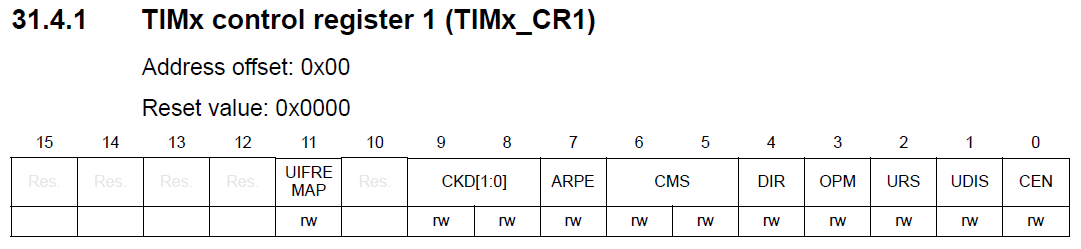 31.4.1 TIMx control register 1 (TIMx_CR1)
Address offset: 0x00
Reset value: 0x0000
15 14 13 12 11 10 9 8 7 6 5 4 3 2 1 0
Res. Res. Res. Res. UIFRE MAP Res. CKD[1:0] ARPE CMS DIR OPM URS UDIS CEN
rw rw rw rw rw rw rw rw rw rw rw